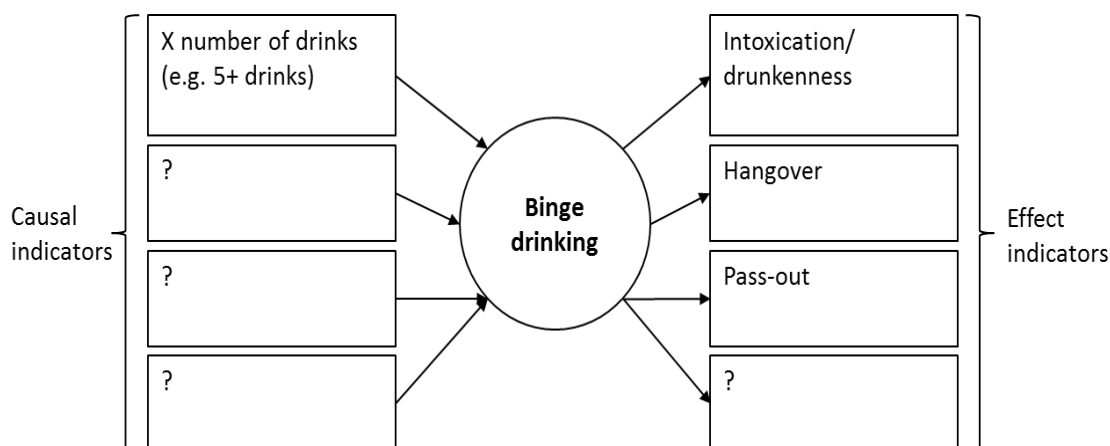 X number of drinks
(e.g. 5+ drinks)
?
?
?
Causal
indicators
Binge
drinking
Intoxication/
drunkenness
Hangover
Pass-out
?
Effect
indicators